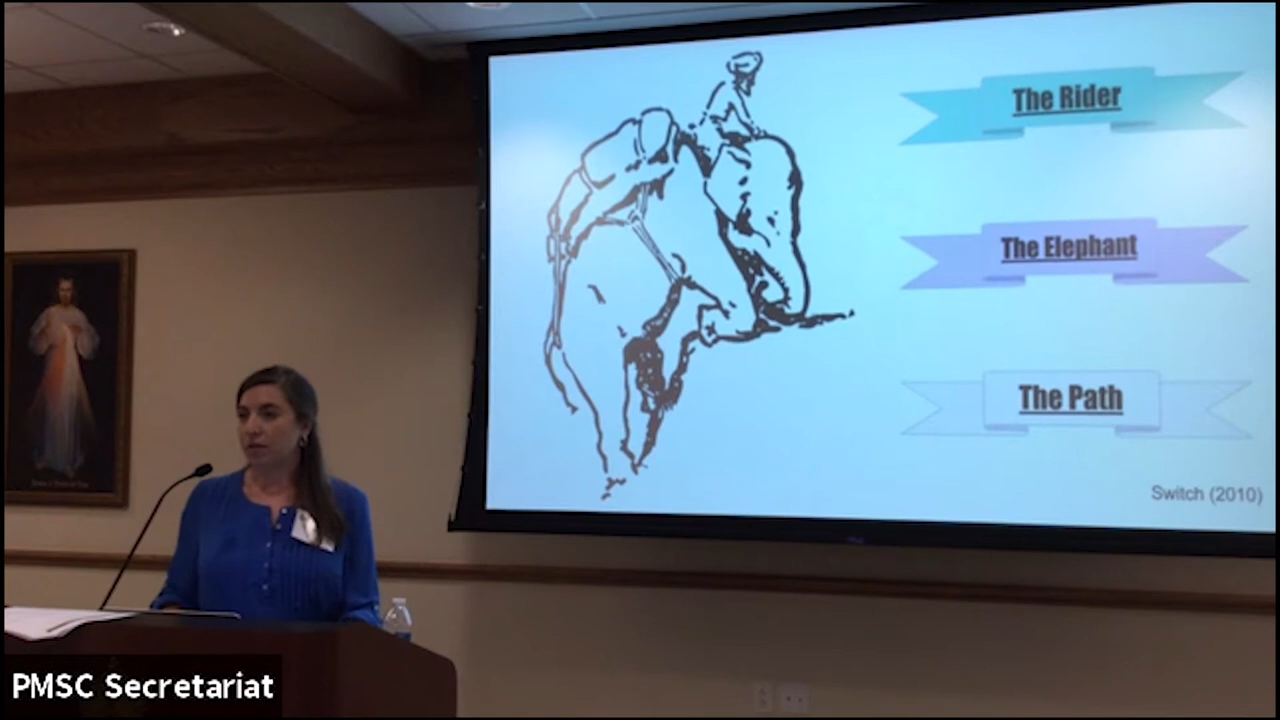 The Rider
The Elephant
The Path
Switch (2010)
PMSC Secretariat